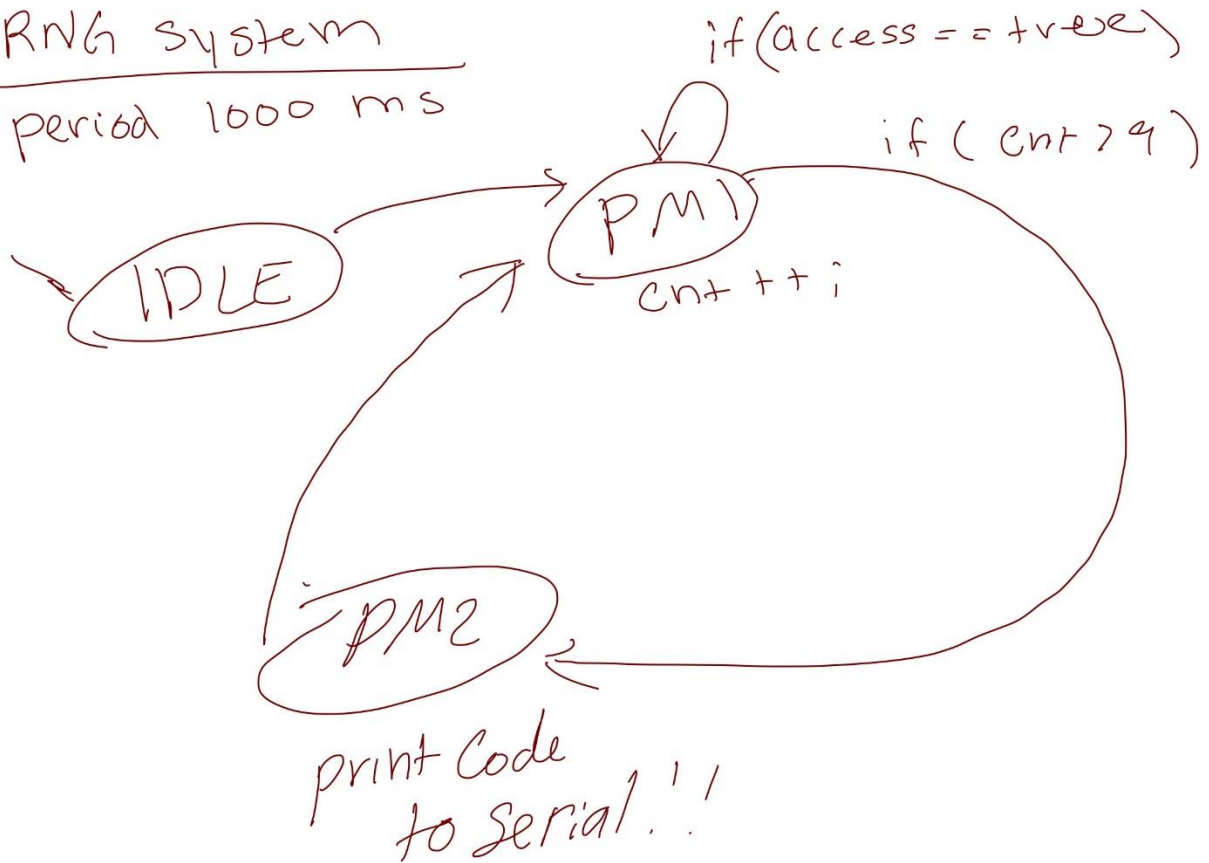 RNG System
period 1000 ms
if(access == true)
if (cnt > 9)
IDLE
PM1
cnt ++;
PM2
print Code
to Serial!!